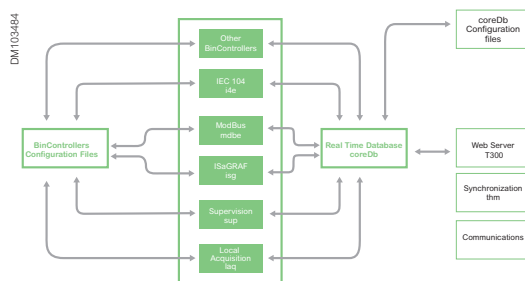 DM103484
Other
BinControllers
IEC 104
i4e
ModBus
mdbe
ISaGRAF
isg
Supervision
sup
Local
Acquisition
laq
BinControllers
Configuration Files
Real Time Database
coreDb
coreDb
Configuration
files
Web Server
T300
Synchronization
thm
Communications